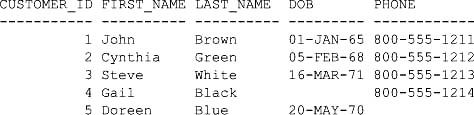 CUSTOMER_ID FIRST_NAME LAST_NAME DOB PHONE
----------- ---------- ---------- --------- ------------
1 John Brown 01-JAN-65 800-555-1211
2 Cynthia Green 05-FEB-68 800-555-1212
3 Steve White 16-MAR-71 800-555-1213
4 Gail Black 800-555-1214
5 Doreen Blue 20-MAY-70